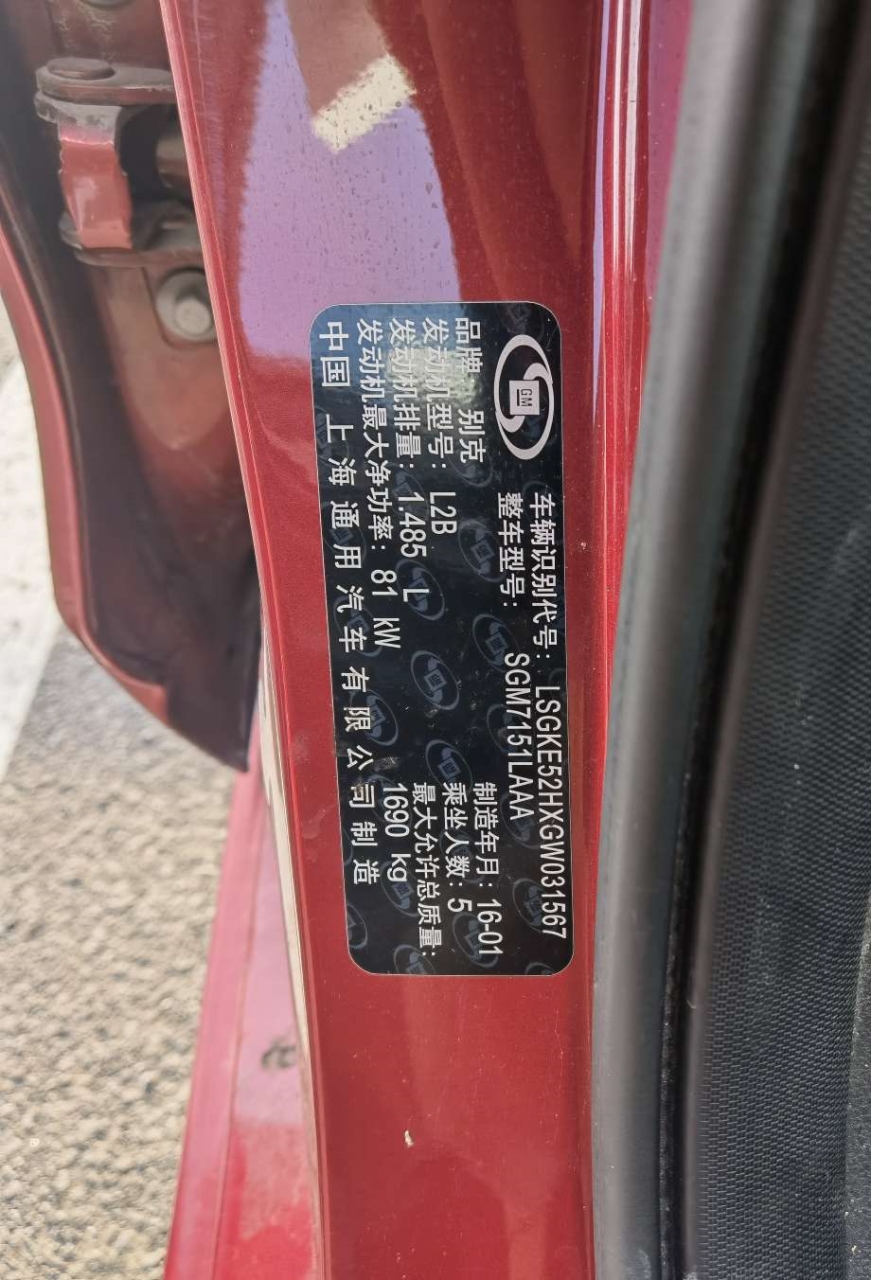 GM
车辆识别代号: LSGKE52HXGW031567
整车型号: SGM7151LAAA
品牌 别克 制造年月: 16-01
发动机型号: L2B 乘坐人数: 5
发动机排量: 1.485 L 最大允许总质量:
发动机最大净功率: 81 kW 1690 kg
中国 上海通用汽车有限公司制造